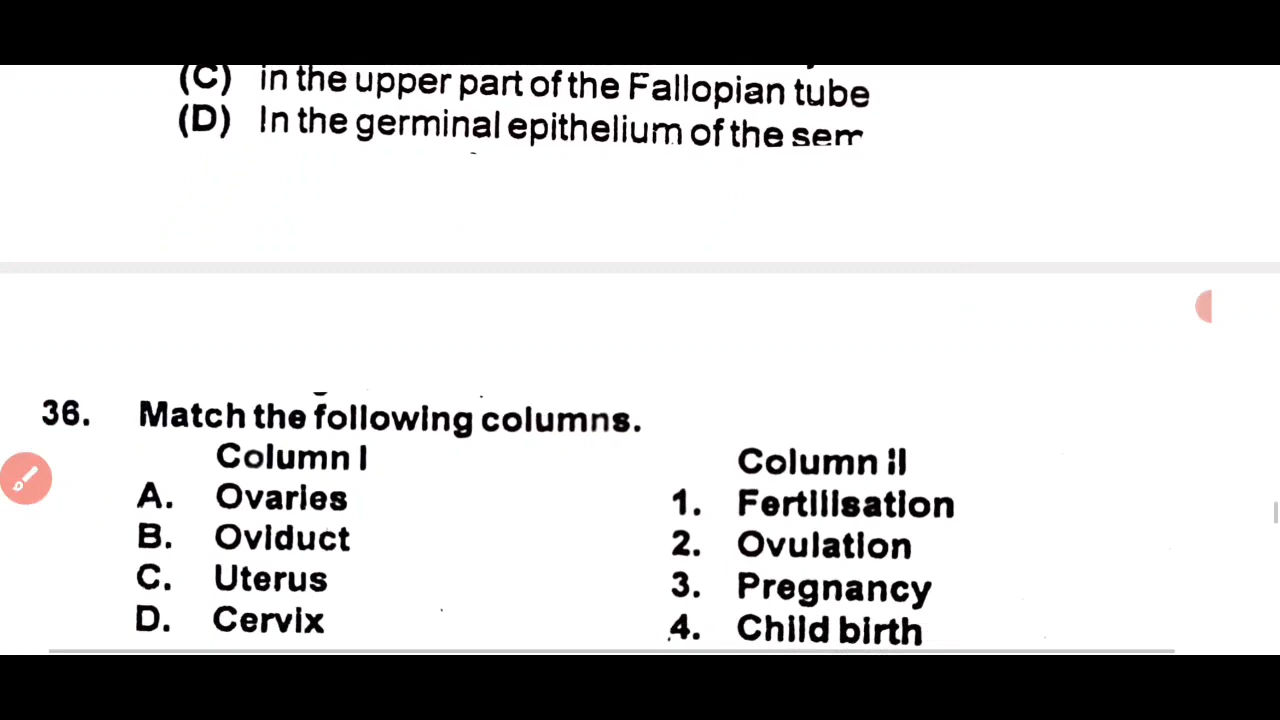 (C) in the upper part of the Fallopian tube
(D) In the germinal epithelium of the
36. Match the following columns.
Column I Column II
A. Ovaries 1. Fertilisation
B. Oviduct 2. Ovulation
C. Uterus 3. Pregnancy
D. Cervix 4. Child birth